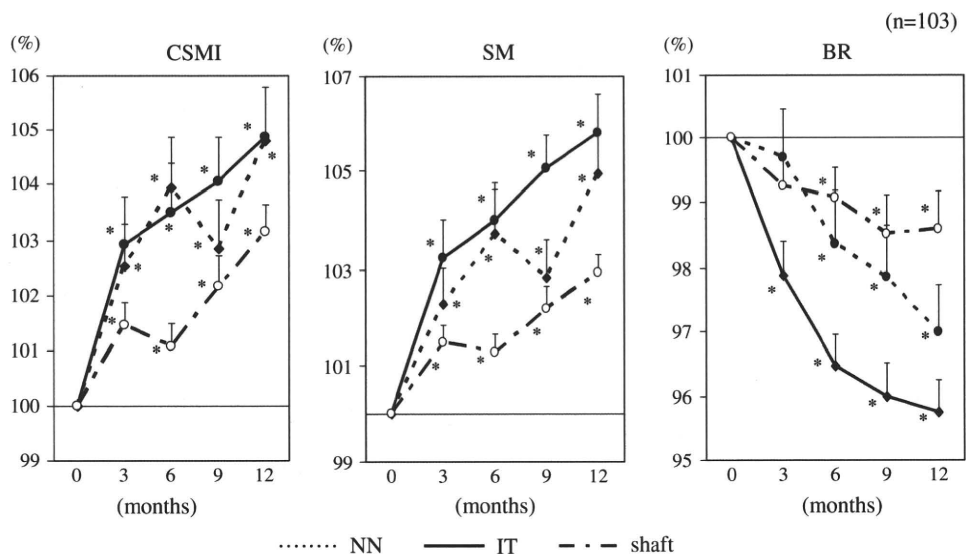 (n=103)
(%) CSMI
106
105
104
103
102
101
100
99
0 3 6 9 12
(months)
(%) SM
107
105
103
101
99
0 3 6 9 12
(months)
(%) BR
101
100
99
98
97
96
95
0 3 6 9 12
(months)
NN IT shaft